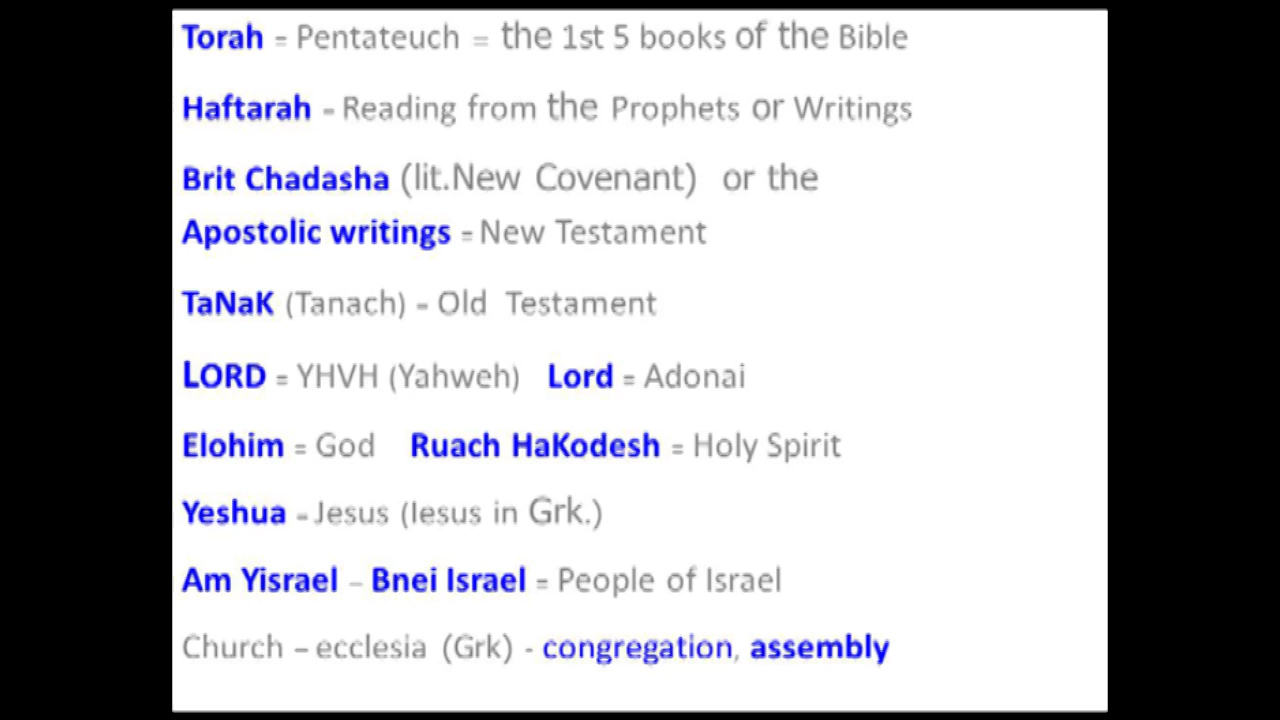 Torah = Pentateuch = the 1st 5 books of the Bible
Haftarah - Reading from the Prophets or Writings
Brit Chadasha (lit.New Covenant) or the
Apostolic writings = New Testament
TaNaK (Tanach) - Old Testament
LORD = YHVH (Yahweh) Lord = Adonai
Elohim = God Ruach HaKodesh = Holy Spirit
Yeshua - Jesus (Iesus in Grk.)
Am Yisrael – Bnei Israel = People of Israel
Church – ecclesia (Grk) - congregation, assembly